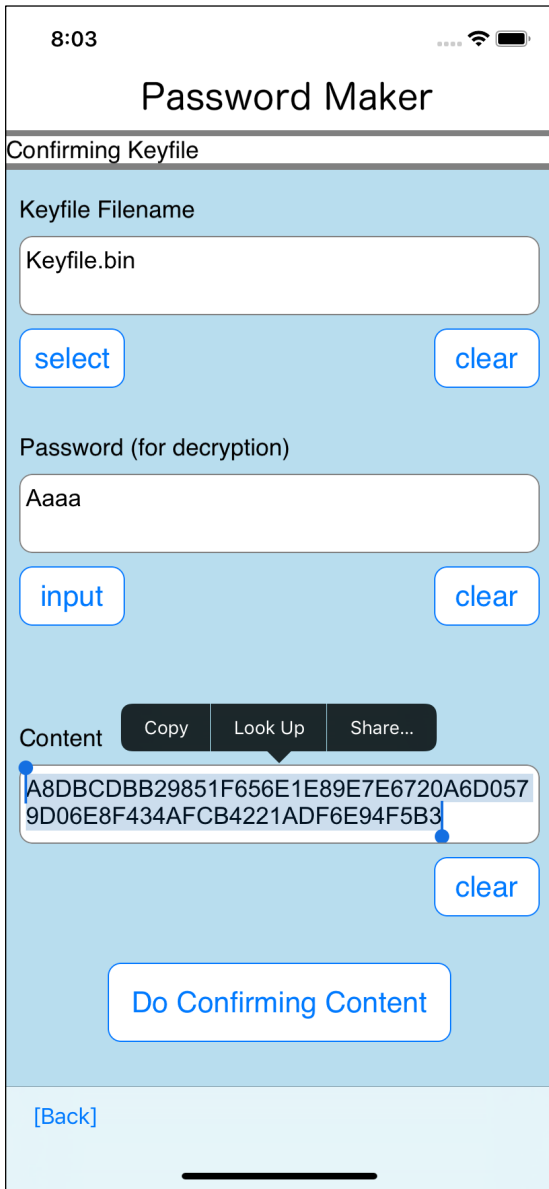 8:03
Password Maker
Confirming Keyfile
Keyfile Filename
Keyfile.bin
select
clear
Password (for decryption)
Aaaa
input
clear
Copy
Look Up
Share...
Content
A8DBCDBB29851F656E1E89E7E6720A6D057
9D06E8F434AFCB4221ADF6E94F5B3
clear
Do Confirming Content
[Back]